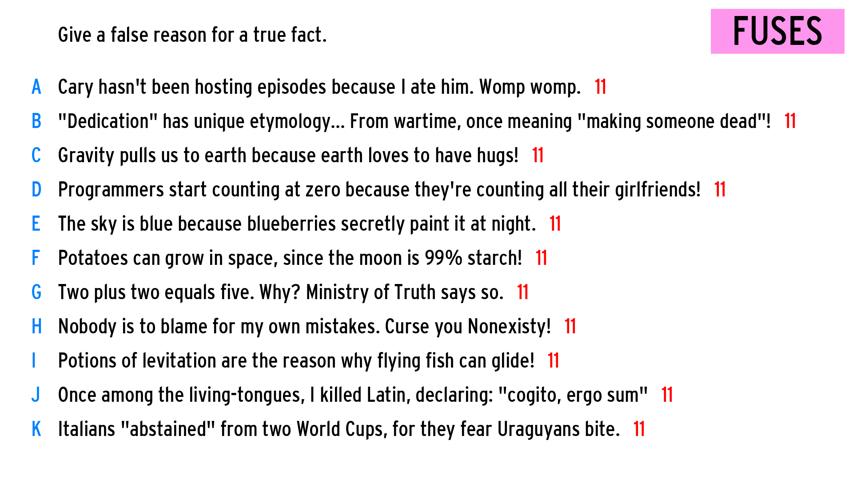 Give a false reason for a true fact.
FUSES
A Cary hasn't been hosting episodes because I ate him. Womp womp. 11
B "Dedication" has unique etymology... From wartime, once meaning "making someone dead"! 11
C Gravity pulls us to earth because earth loves to have hugs! 11
D Programmers start counting at zero because they're counting all their girlfriends! 11
E The sky is blue because blueberries secretly paint it at night. 11
F Potatoes can grow in space, since the moon is 99% starch! 11
G Two plus two equals five. Why? Ministry of Truth says so. 11
H Nobody is to blame for my own mistakes. Curse you Nonexisty! 11
I Potions of levitation are the reason why flying fish can glide! 11
J Once among the living-tongues, I killed Latin, declaring: "cogito, ergo sum" 11
K Italians "abstained" from two World Cups, for they fear Uraguyans bite. 11